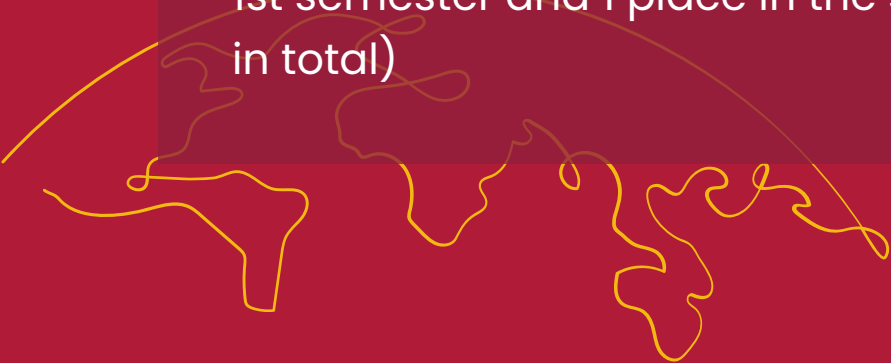 1st semester and 1 place in the
in total)